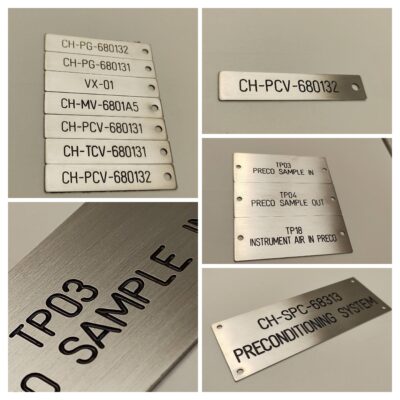 CH-PG-680132
CH-PG-680131
VX-01
CH-MV-6801A5
CH-PCV-680131
CH-TCV-680131
CH-PCV-680132
CH-PCV-680132
TP03
PRECO SAMPLE IN
TP04
PRECO SAMPLE OUT
TP18
INSTRUMENT AIR IN PRECO
TP03
O SAMPLE IN
CH-SPC-68313
PRECONDITIONING SYSTEM